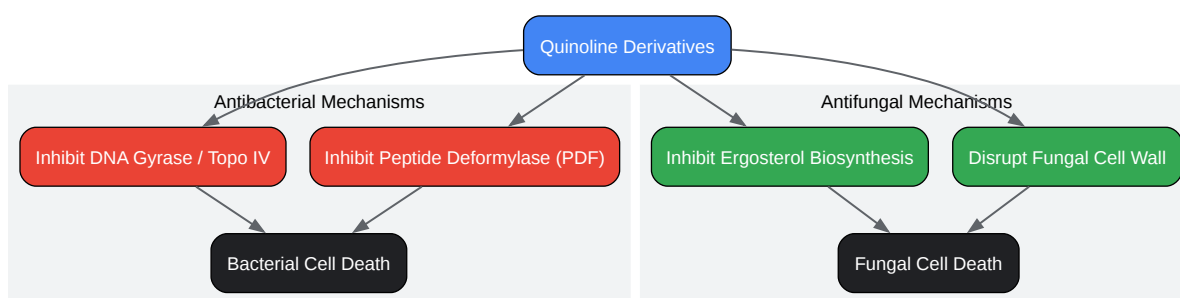 Quinoline Derivatives
Antibacterial Mechanisms
Antifungal Mechanisms
Inhibit DNA Gyrase / Topo IV
Inhibit Peptide Deformylase (PDF)
Inhibit Ergosterol Biosynthesis
Disrupt Fungal Cell Wall
Bacterial Cell Death
Fungal Cell Death